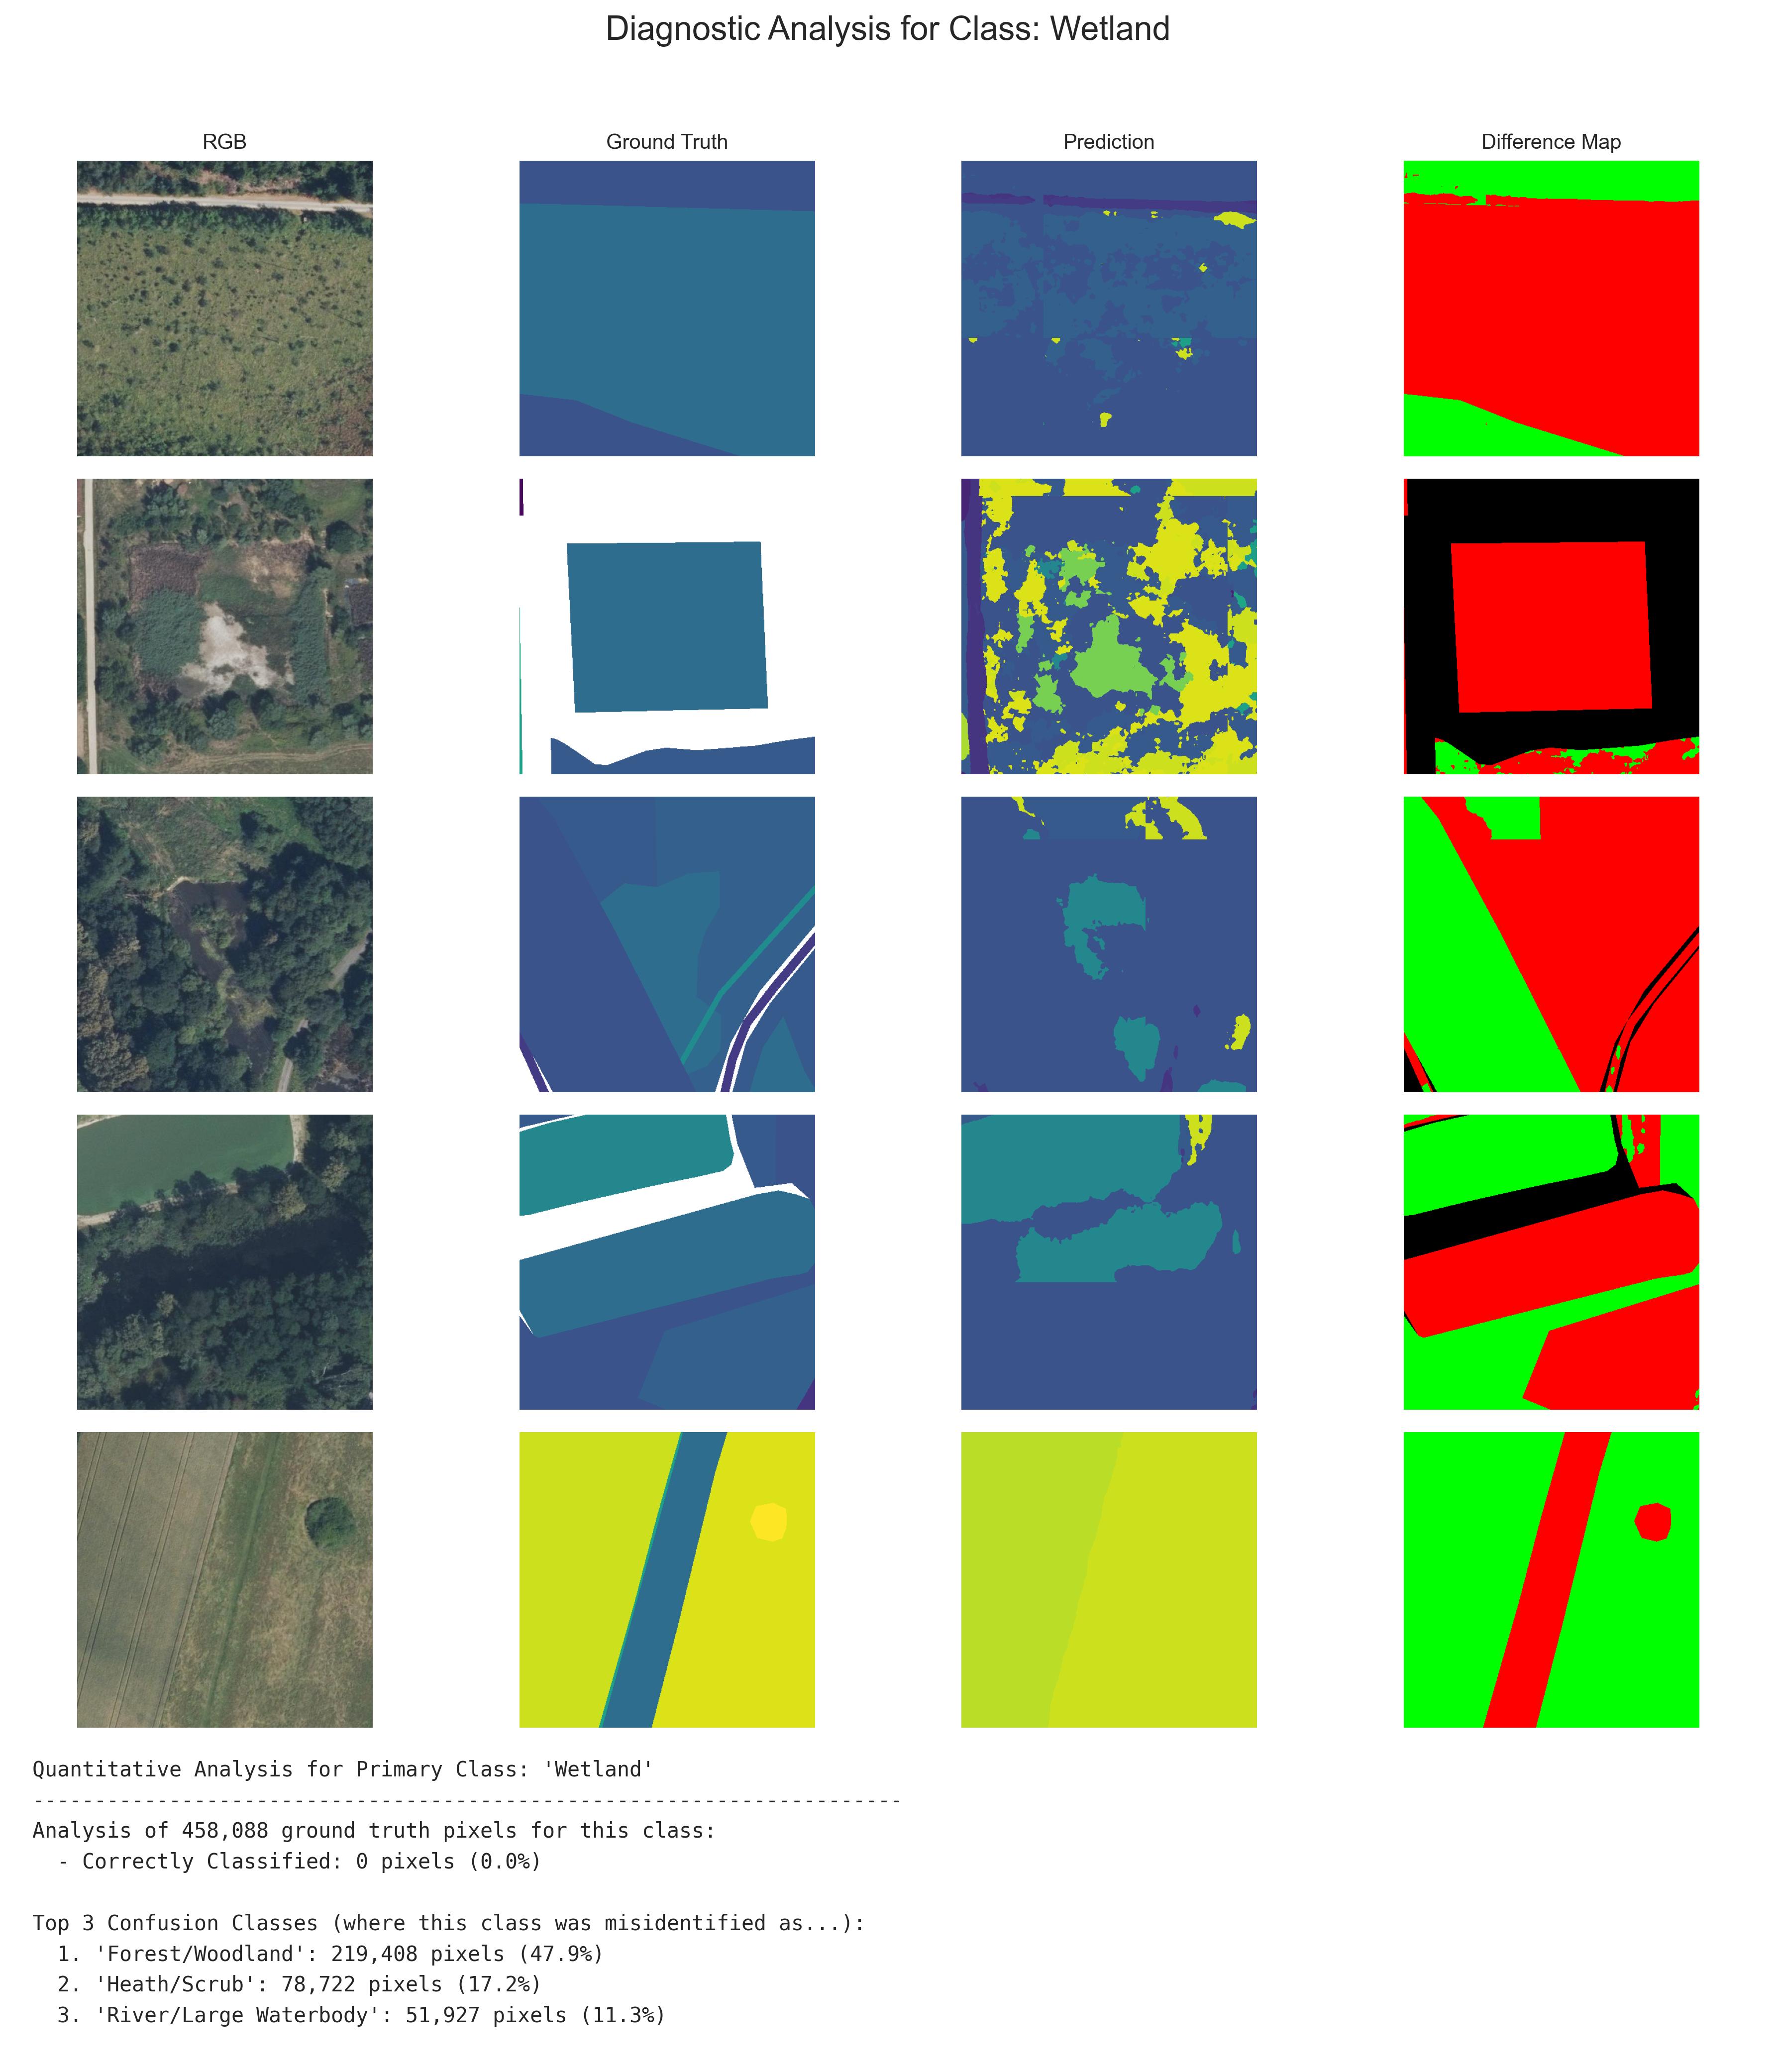 Diagnostic Analysis for Class: Wetland
RGB
Ground Truth
Prediction
Difference Map
Quantitative Analysis for Primary Class: 'Wetland'
----------------------------------------------------------------------
Analysis of 458,088 ground truth pixels for this class:
  - Correctly Classified: 0 pixels (0.0%)
Top 3 Confusion Classes (where this class was misidentified as...):
  1. 'Forest/Woodland': 219,408 pixels (47.9%)
  2. 'Heath/Scrub': 78,722 pixels (17.2%)
  3. 'River/Large Waterbody': 51,927 pixels (11.3%)